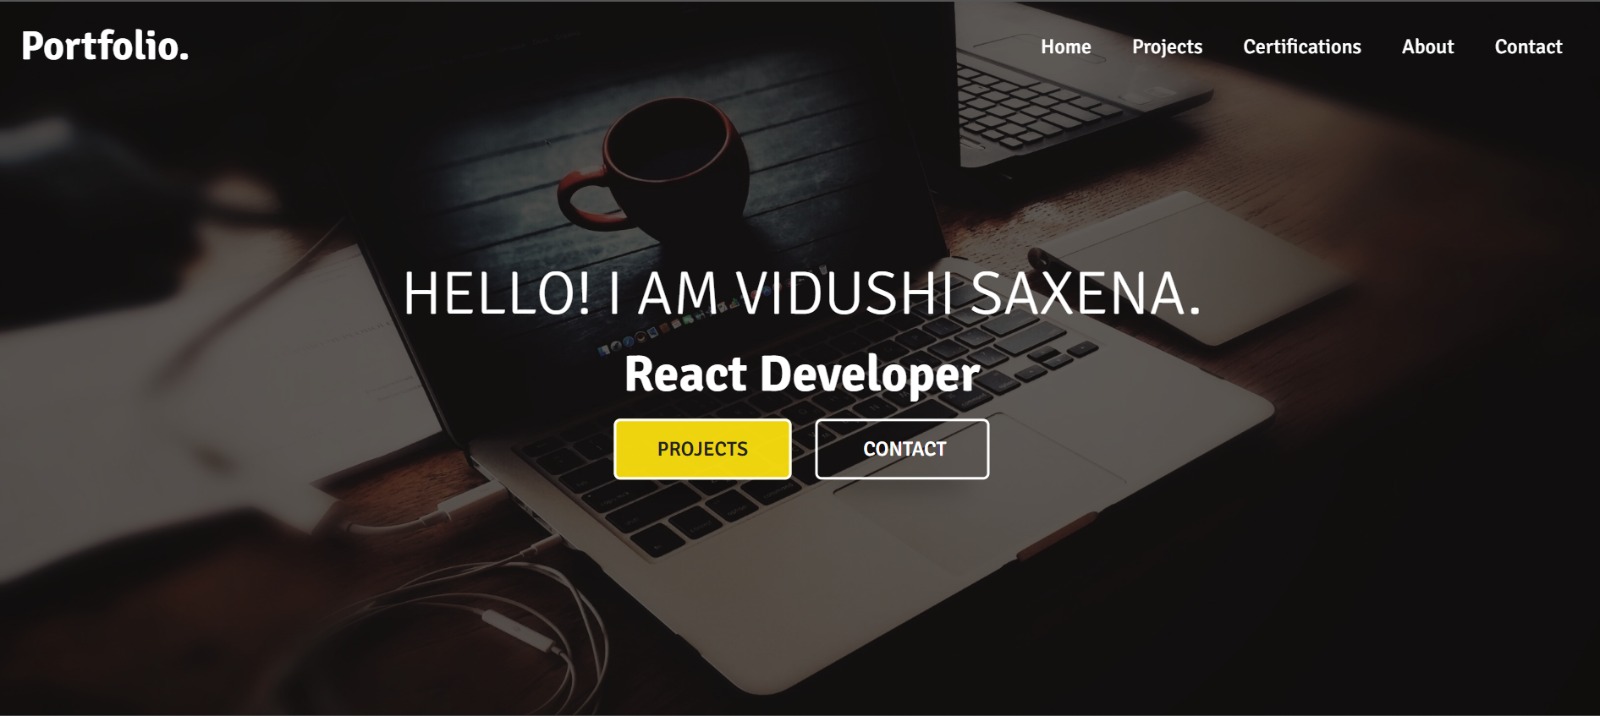 Portfolio.
Home Projects Certifications About Contact
HELLO! I AM VIDUSHI SAXENA.
React Developer
PROJECTS CONTACT